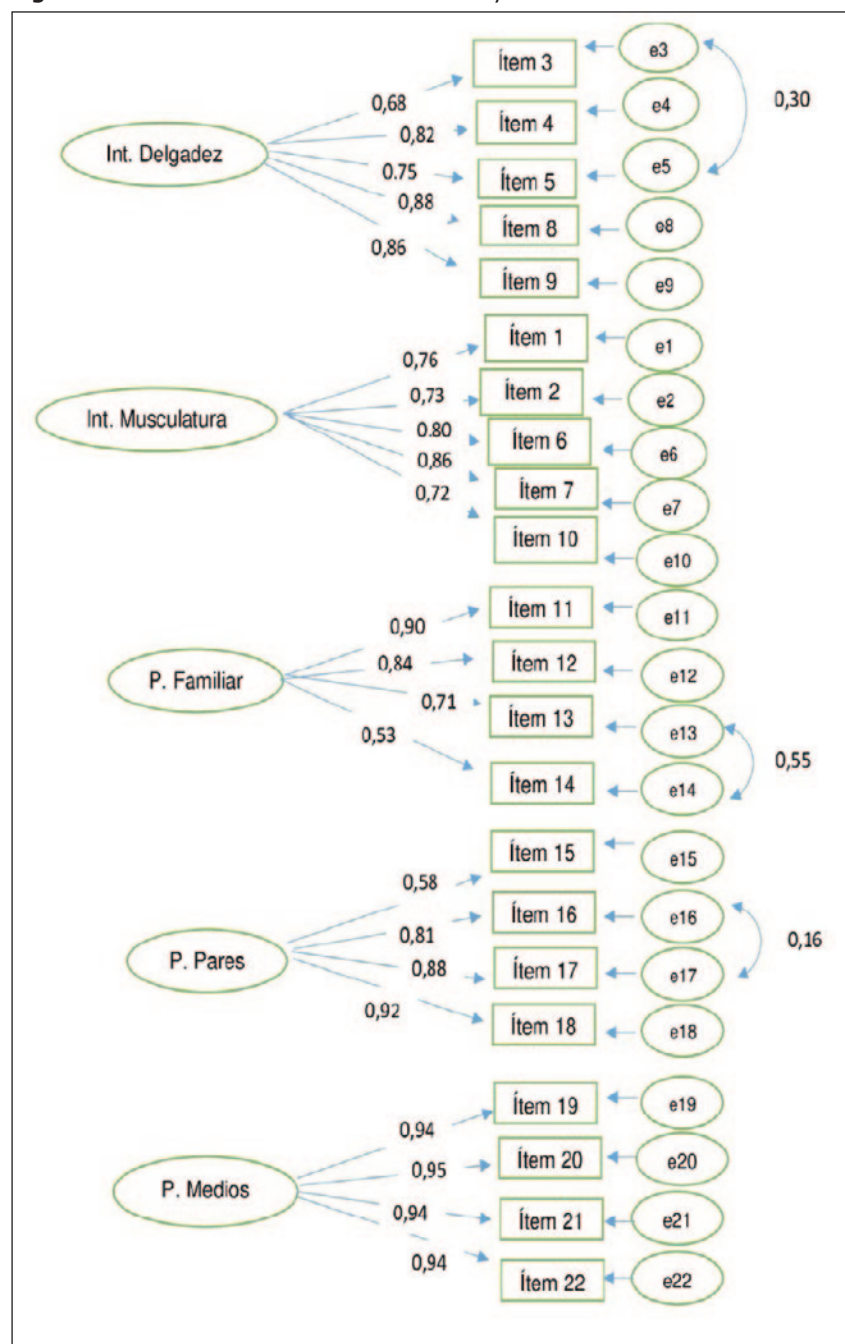 Ítem 3
e3
0,68
e4
0,30
0,82
Ítem 4
Int. Delgadez
0.75
Ítem 5
e5
0,88
Ítem 8
e8
0,86
Ítem 9
e9
Ítem 1
e1
0,76
Ítem 2
e2
0,73
Int. Musculatura
0.80
Ítem 6
e6
0,86
Ítem 7
e7
0,72
Ítem 10
e10
Ítem 11
e11
0,90
Ítem 12
e12
0,84
P. Familiar
0,71
Ítem 13
e13
0,53
0,55
Ítem 14
e14
Ítem 15
e15
0,58
Ítem 16
e16
0,81
0,16
P. Pares
0,88
Ítem 17
e17
0,92
Ítem 18
e18
Ítem 19
e19
0,94
Ítem 20
e20
0,95
P. Medios
0,94
Ítem 21
e21
0,94
Ítem 22
e22